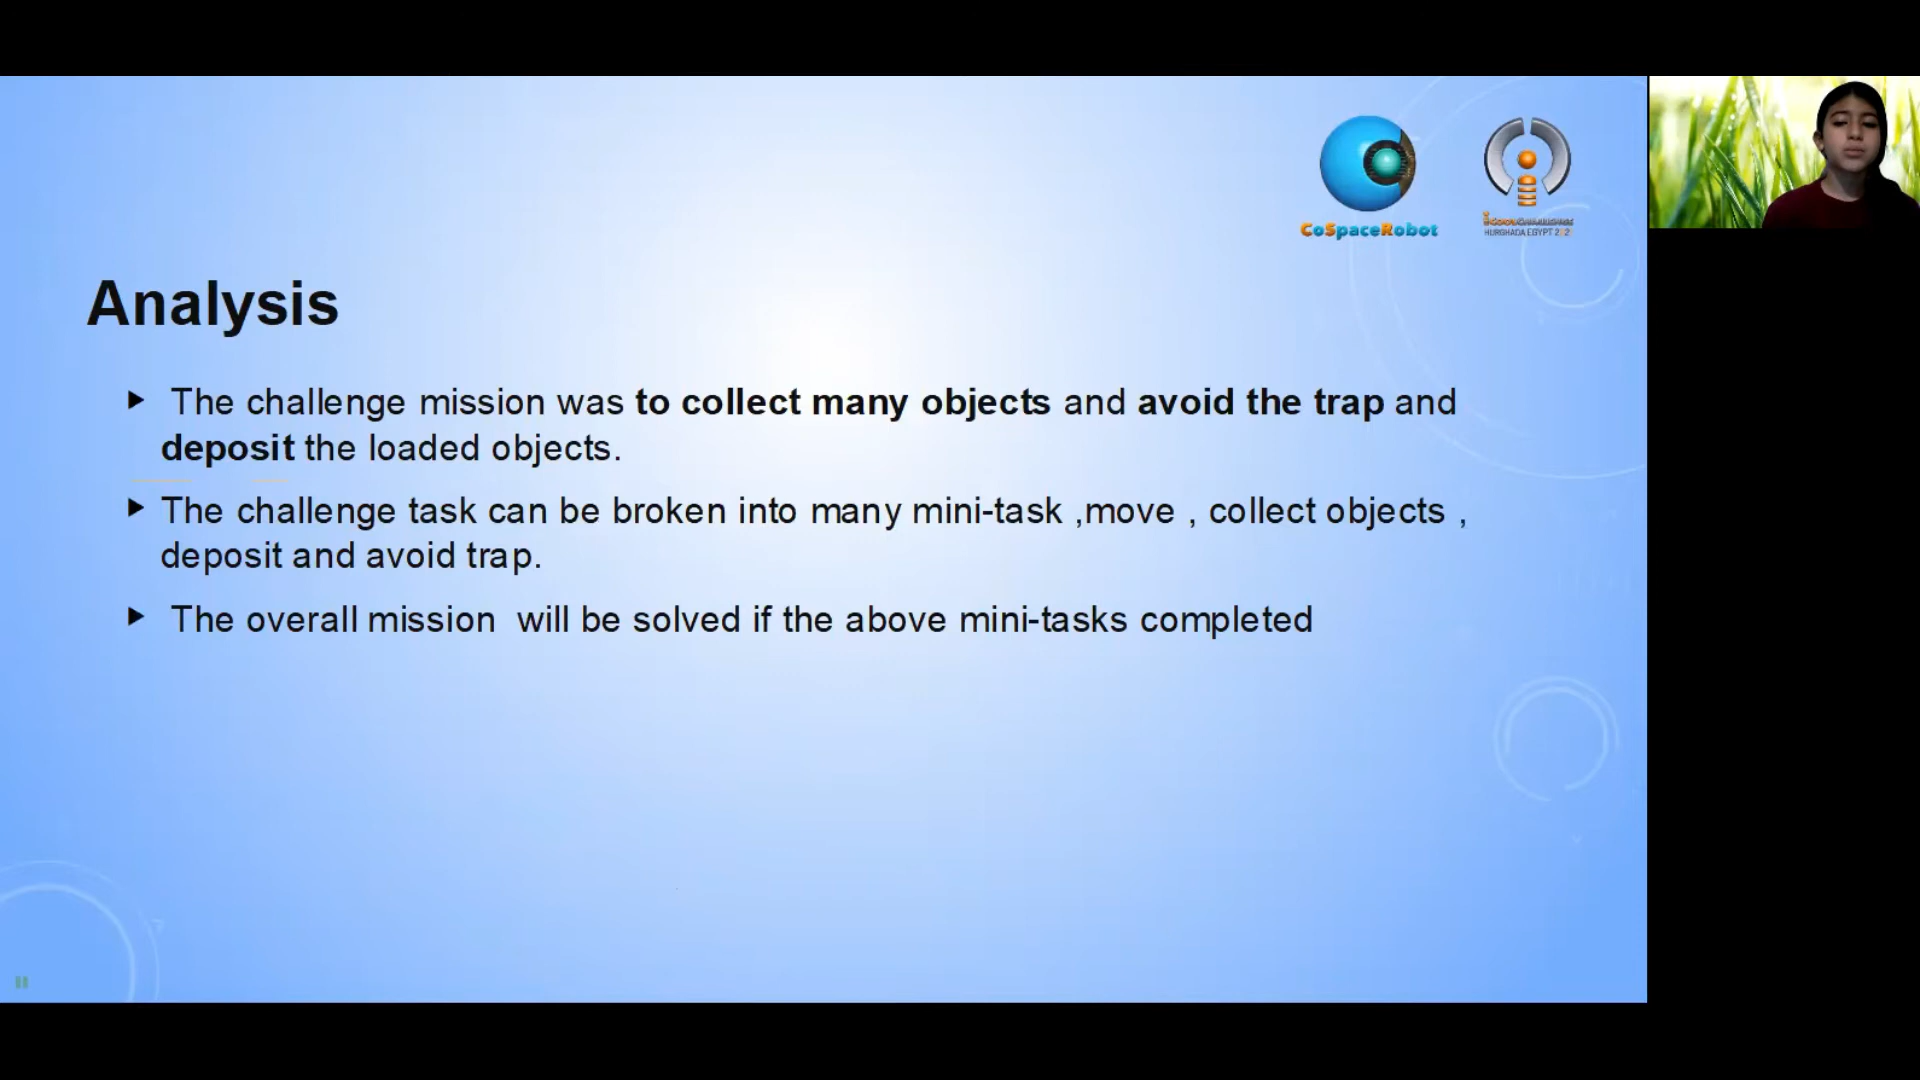 CoSpaceRobot
HURGHADA EGYPT
Analysis
The challenge mission was to collect many objects and avoid the trap and
deposit the loaded objects.
The challenge task can be broken into many mini-task ,move , collect objects ,
deposit and avoid trap.
The overall mission  will be solved if the above mini-tasks completed